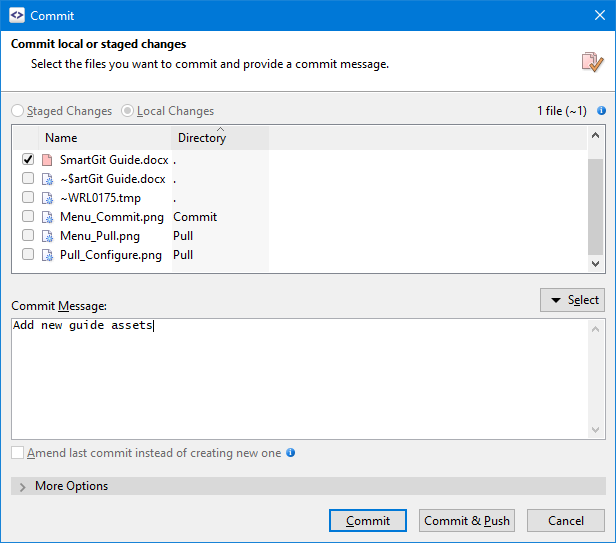 Commit
Commit local or staged changes
Select the files you want to commit and provide a commit message.
Staged Changes Local Changes 1 file (~1)
Name Directory
SmartGit Guide.docx .
~$artGit Guide.docx .
~WRL0175.tmp .
Menu_Commit.png Commit
Menu_Pull.png Pull
Pull_Configure.png Pull
Select
Commit Message:
Add new guide assets
Amend last commit instead of creating new one
More Options
Commit Commit & Push Cancel